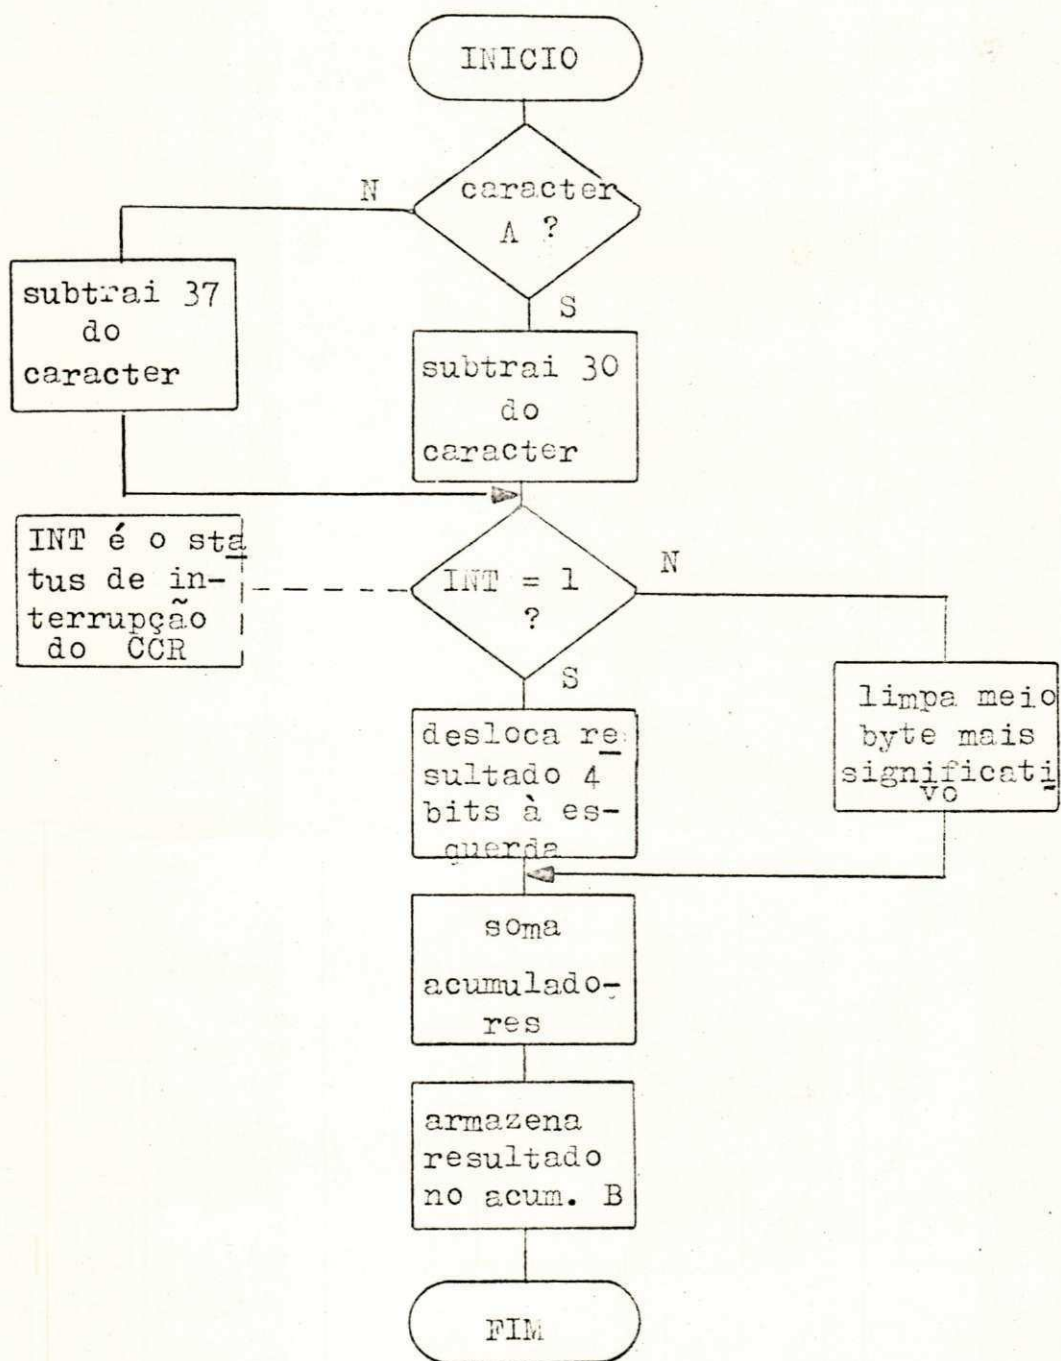 INICIO
caracter
A ?
N
S
subtrai 37
do
caracter
subtrai 30
do
caracter
INT é o sta
tus de in-
terrupção
do CCR
INT = 1
?
N
S
desloca re
sultado 4
bits à es-
querda
limpa meio
byte mais
significati
vo
soma
acumulado-
res
armazena
resultado
no acum. B
FIM